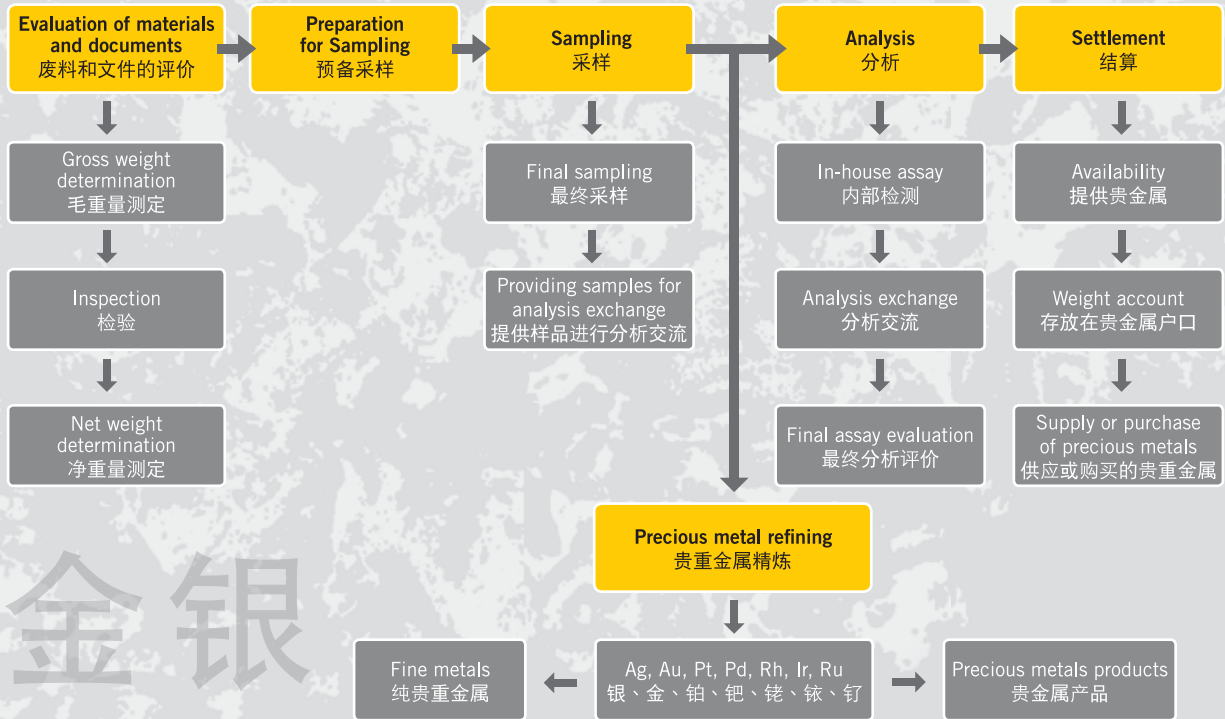 Evaluation of materials
and documents
废料和文件的评价
Preparation
for Sampling
预备采样
Sampling
采样
Analysis
分析
Settlement
结算
Gross weight
determination
毛重量测定
Inspection
检验
Net weight
determination
净重量测定
Final sampling
最终采样
Providing samples for
analysis exchange
提供样品进行分析交流
In-house assay
内部检测
Analysis exchange
分析交流
Final assay evaluation
最终分析评价
Availability
提供贵金属
Weight account
存放在贵金属户口
Supply or purchase
of precious metals
供应或购买的贵重金属
Precious metal refining
贵重金属精炼
金银
Fine metals
纯贵重金属
Ag, Au, Pt, Pd, Rh, Ir, Ru
银、金、铂、钯、铑、铱、钌
Precious metals products
贵金属产品